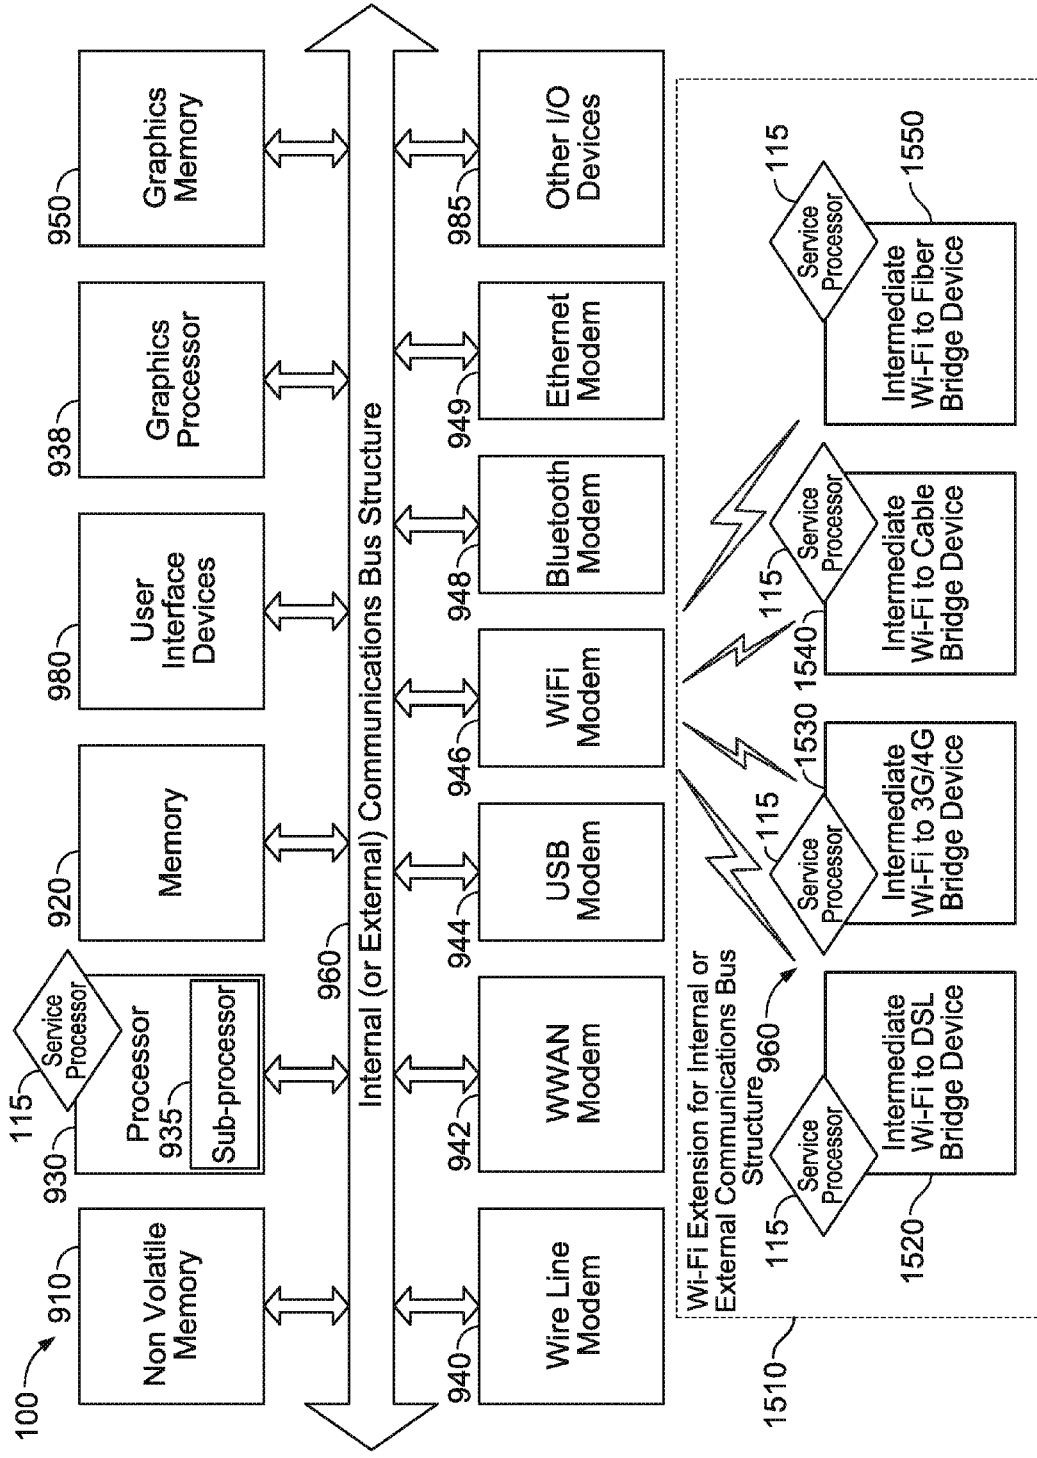 100
910
Non Volatile
Memory
930
115
Service
Processor
Processor
935
Sub-processor
920
Memory
980
User
Interface
Devices
938
Graphics
Processor
950
Graphics
Memory
960
Internal (or External) Communications Bus Structure
940
Wire Line
Modem
942
WWAN
Modem
944
USB
Modem
946
WiFi
Modem
948
Bluetooth
Modem
949
Ethernet
Modem
985
Other I/O
Devices
1510
Wi-Fi Extension for Internal or
External Communications Bus
Structure
960
115
Service
Processor
1520
Intermediate
Wi-Fi to DSL
Bridge Device
115
Service
Processor
1530
Intermediate
Wi-Fi to 3G/4G
Bridge Device
1540
115
Service
Processor
Intermediate
Wi-Fi to Cable
Bridge Device
115
Service
Processor
1550
Intermediate
Wi-Fi to Fiber
Bridge Device